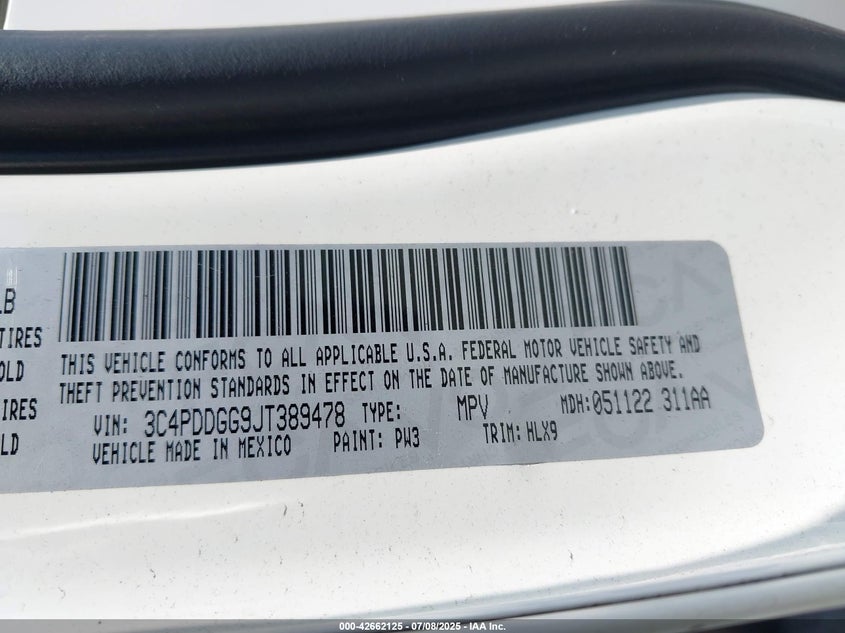 LB
TIRES
OLD
IRES
LD
THIS VEHICLE CONFORMS TO ALL APPLICABLE U.S.A. FEDERAL MOTOR VEHICLE SAFETY AND
THEFT PREVENTION STANDARDS IN EFFECT ON THE DATE OF MANUFACTURE SHOWN ABOVE.
VIN: 3C4PDDGG9JT389478 TYPE: MPV MDH:051122 311AA
VEHICLE MADE IN MEXICO PAINT: PW3 TRIM: HLX9
000-42662125 - 07/08/2025 - IAA Inc.